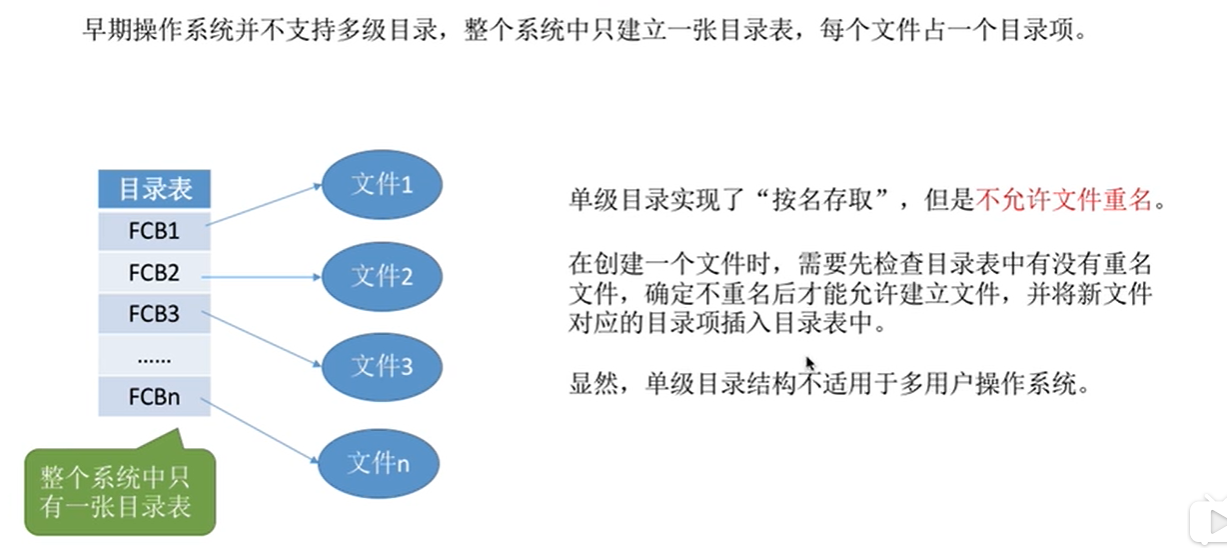 早期操作系统并不支持多级目录，整个系统中只建立一张目录表，每个文件占一个目录项。
目录表
FCB1
FCB2
FCB3
......
FCBn
文件1
文件2
文件3
文件n
整个系统中只
有一张目录表
单级目录实现了“按名存取”，但是不允许文件重名。
在创建一个文件时，需要先检查目录表中有没有重名
文件，确定不重名后才能允许建立文件，并将新文件
对应的目录项插入目录表中。
显然，单级目录结构不适用于多用户操作系统。